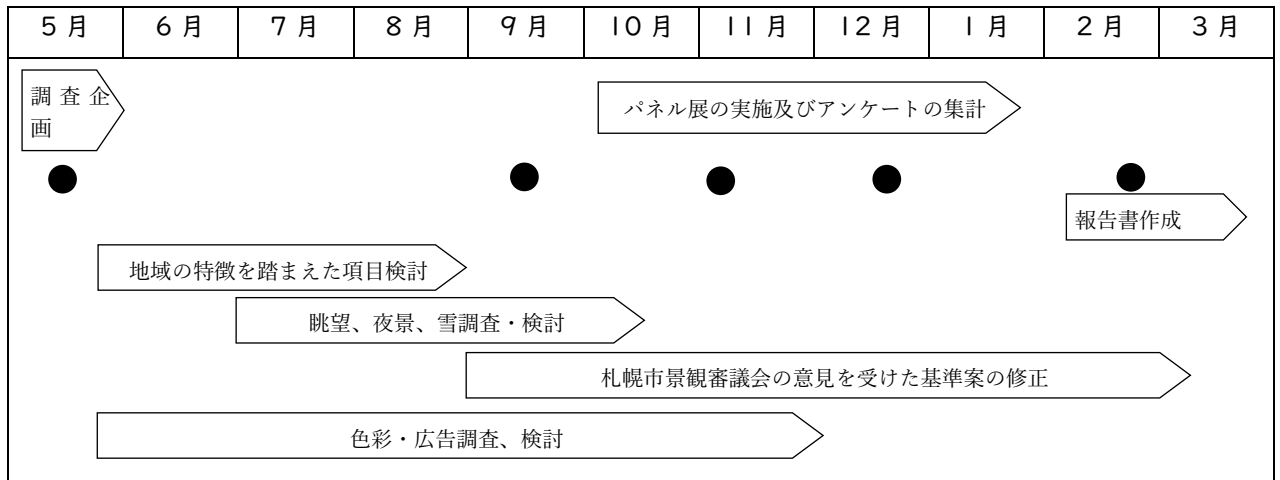 5月 6月 7月 8月 9月 10月 11月 12月 1月 2月 3月
調査企
画
パネル展の実施及びアンケートの集計
報告書作成
地域の特徴を踏まえた項目検討
眺望、夜景、雪調査・検討
札幌市景観審議会の意見を受けた基準案の修正
色彩・広告調査、検討